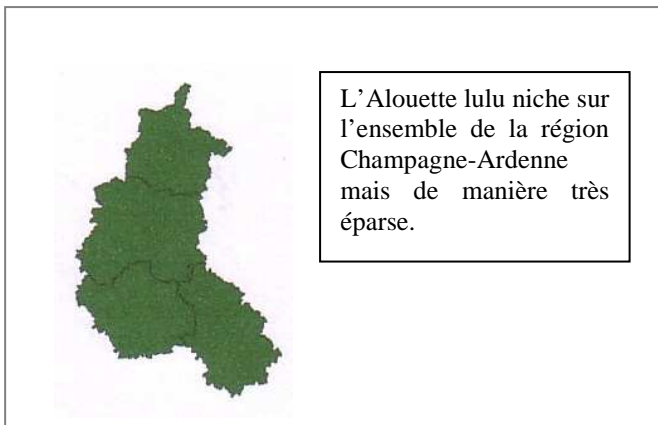 L’Alouette lulu niche sur
l’ensemble de la région
Champagne-Ardenne
mais de manière très
éparse.